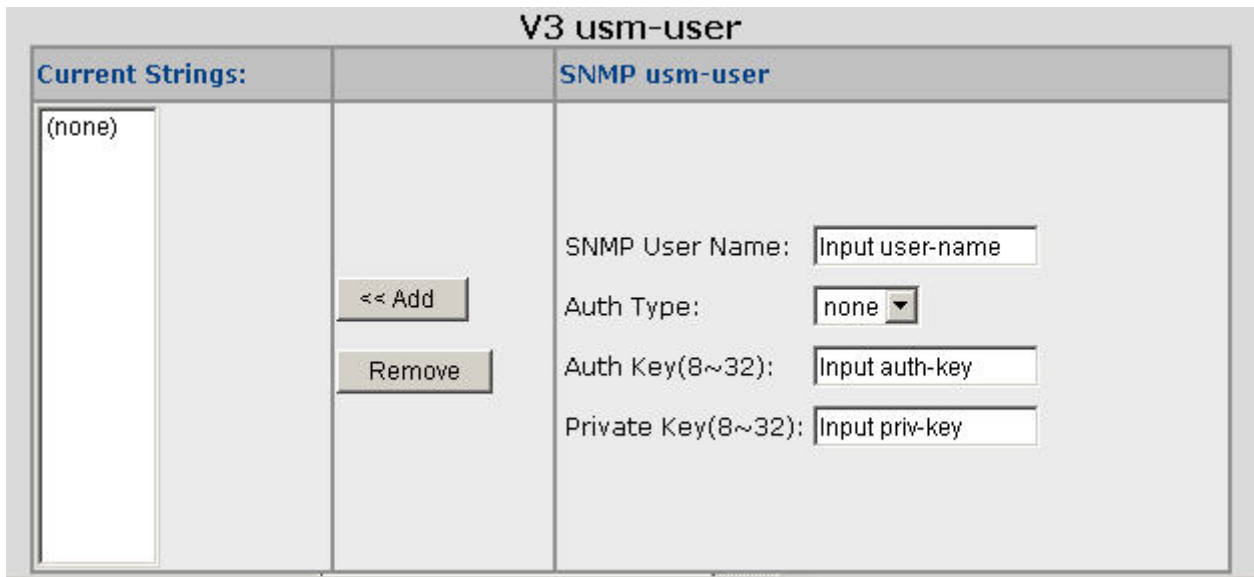 V3 usm-user
Current Strings:
SNMP usm-user
(none)
SNMP User Name: Input user-name
<< Add
Auth Type: none
Remove
Auth Key(8~32): Input auth-key
Private Key(8~32): Input priv-key